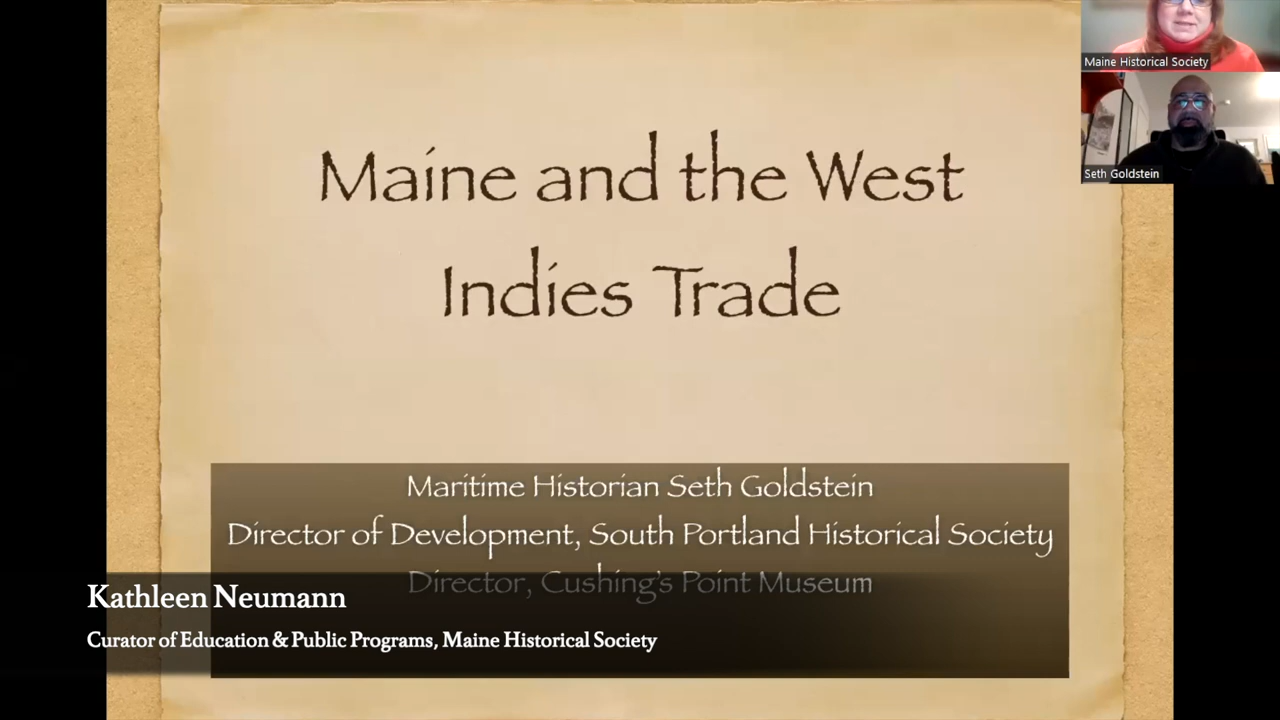 Maine Historical Society
Seth Goldstein
Maine and the West
Indies Trade
Maritime Historian Seth Goldstein
Director of Development, South Portland Historical Society
Director, Cushing's Point Museum
Kathleen Neumann
Curator of Education & Public Programs, Maine Historical Society